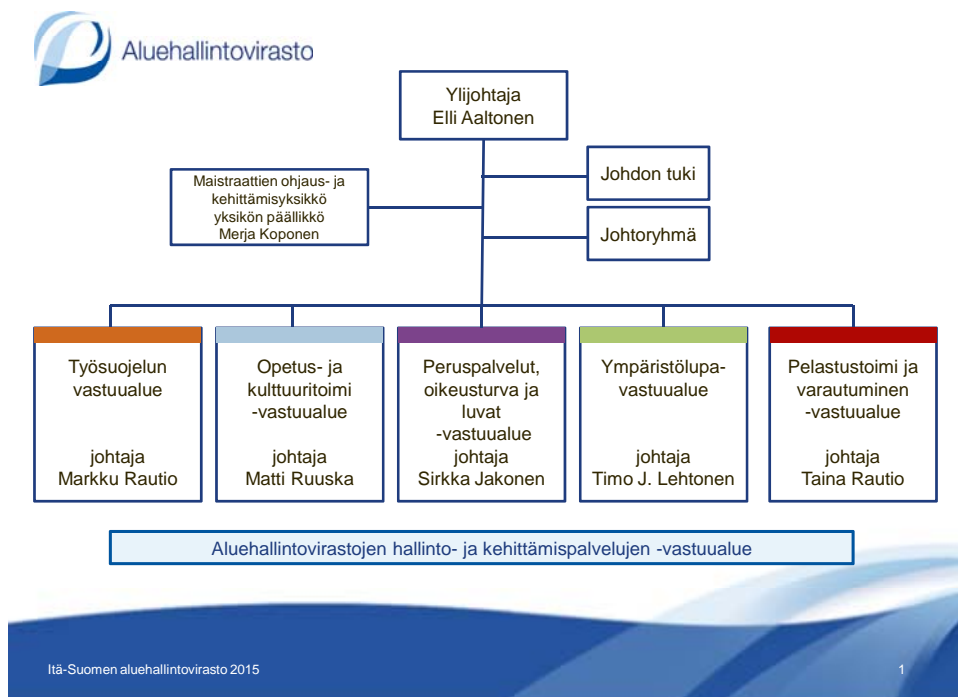 Aluehallintovirasto
Ylijohtaja
Elli Aaltonen
Maistraattien ohjaus- ja
kehittämisyksikkö
yksikön päällikkö
Merja Koponen
Johdon tuki
Johtoryhmä
Työsuojelun
vastuualue
johtaja
Markku Rautio
Opetus- ja
kulttuuritoimi
-vastuualue
johtaja
Matti Ruuska
Peruspalvelut,
oikeusturva ja
luvat
-vastuualue
johtaja
Sirkka Jakonen
Ympäristölupa-
vastuualue
johtaja
Timo J. Lehtonen
Pelastustoimi ja
varautuminen
-vastuualue
johtaja
Taina Rautio
Aluehallintovirastojen hallinto- ja kehittämispalvelujen -vastuualue
Itä-Suomen aluehallintovirasto 2015
1